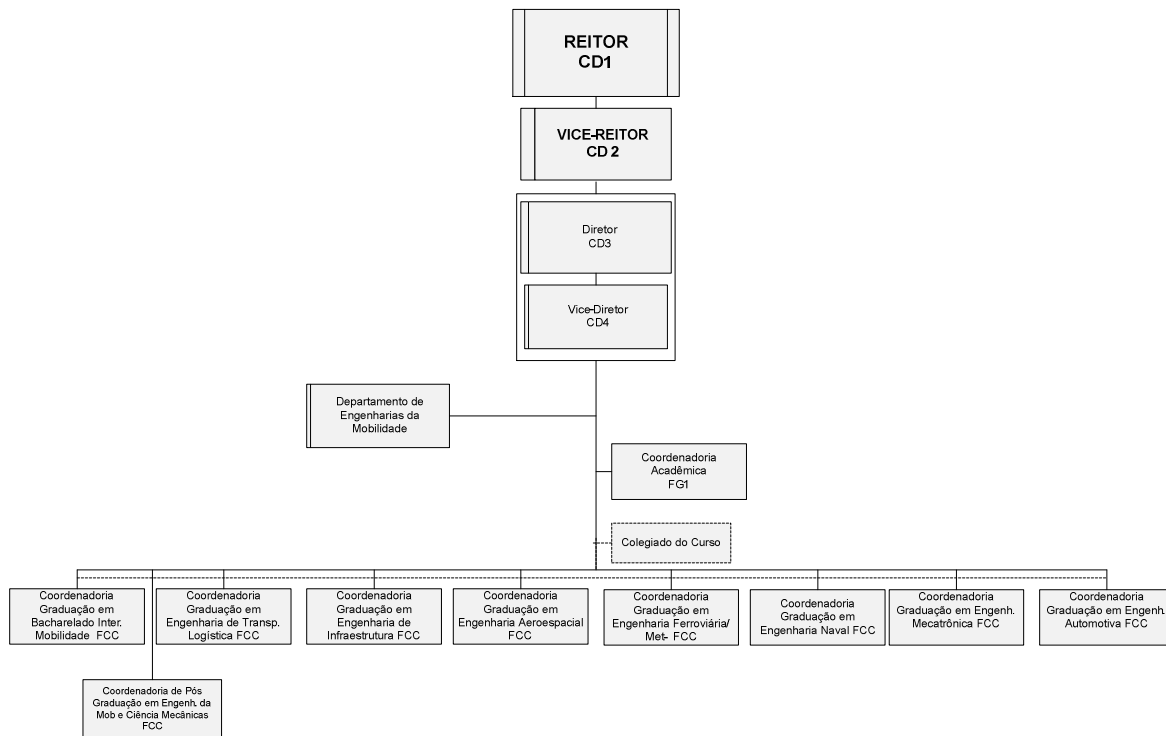 REITOR
CD1
VICE-REITOR
CD 2
Diretor
CD3
Vice-Diretor
CD4
Departamento de
Engenharias da
Mobilidade
Coordenadoria
Acadêmica
FG1
Colegiado do Curso
Coordenadoria
Graduação em
Bacharelado Inter.
Mobilidade FCC
Coordenadoria
Graduação em
Engenharia de Transp.
Logística FCC
Coordenadoria
Graduação em
Engenharia de
Infraestrutura FCC
Coordenadoria
Graduação em
Engenharia Aeroespacial
FCC
Coordenadoria
Graduação em
Engenharia Ferroviária/
Met- FCC
Coordenadoria
Graduação em
Engenharia Naval FCC
Coordenadoria
Graduação em Engenh.
Mecatrônica FCC
Coordenadoria
Graduação em Engenh.
Automotiva FCC
Coordenadoria de Pós
Graduação em Engenh. da
Mob e Ciência Mecânicas
FCC